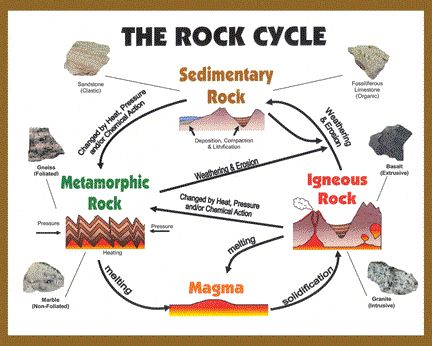 THE ROCK CYCLE
Sandstone
(Clastic)
Sedimentary
Rock
Fossiliferous
Limestone
(Organic)
Changed by Heat, Pressure
and/or Chemical Action
Deposition, Compaction
& Lithification
Weathering
& Erosion
Gneiss
(Foliated)
Basalt
(Extrusive)
Weathering & Erosion
Metamorphic
Rock
Igneous
Rock
Changed by Heat, Pressure
and/or Chemical Action
Pressure
Pressure
Heating
melting
melting
Marble
(Non-Foliated)
Magma
solidification
Granite
(Intrusive)